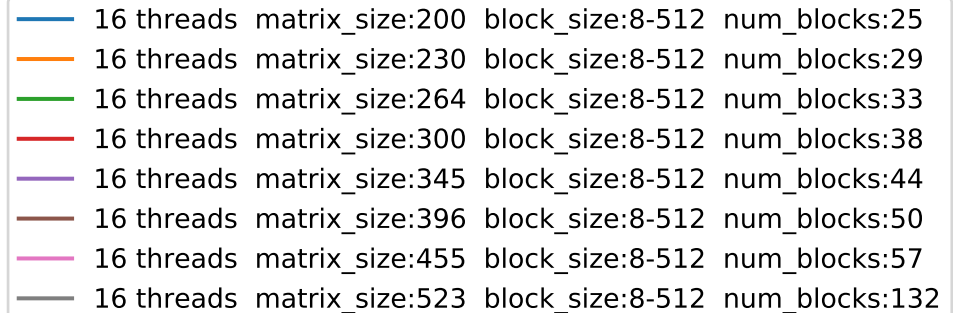 16 threads  matrix_size:200  block_size:8-512  num_blocks:25
16 threads  matrix_size:230  block_size:8-512  num_blocks:29
16 threads  matrix_size:264  block_size:8-512  num_blocks:33
16 threads  matrix_size:300  block_size:8-512  num_blocks:38
16 threads  matrix_size:345  block_size:8-512  num_blocks:44
16 threads  matrix_size:396  block_size:8-512  num_blocks:50
16 threads  matrix_size:455  block_size:8-512  num_blocks:57
16 threads  matrix_size:523  block_size:8-512  num_blocks:132